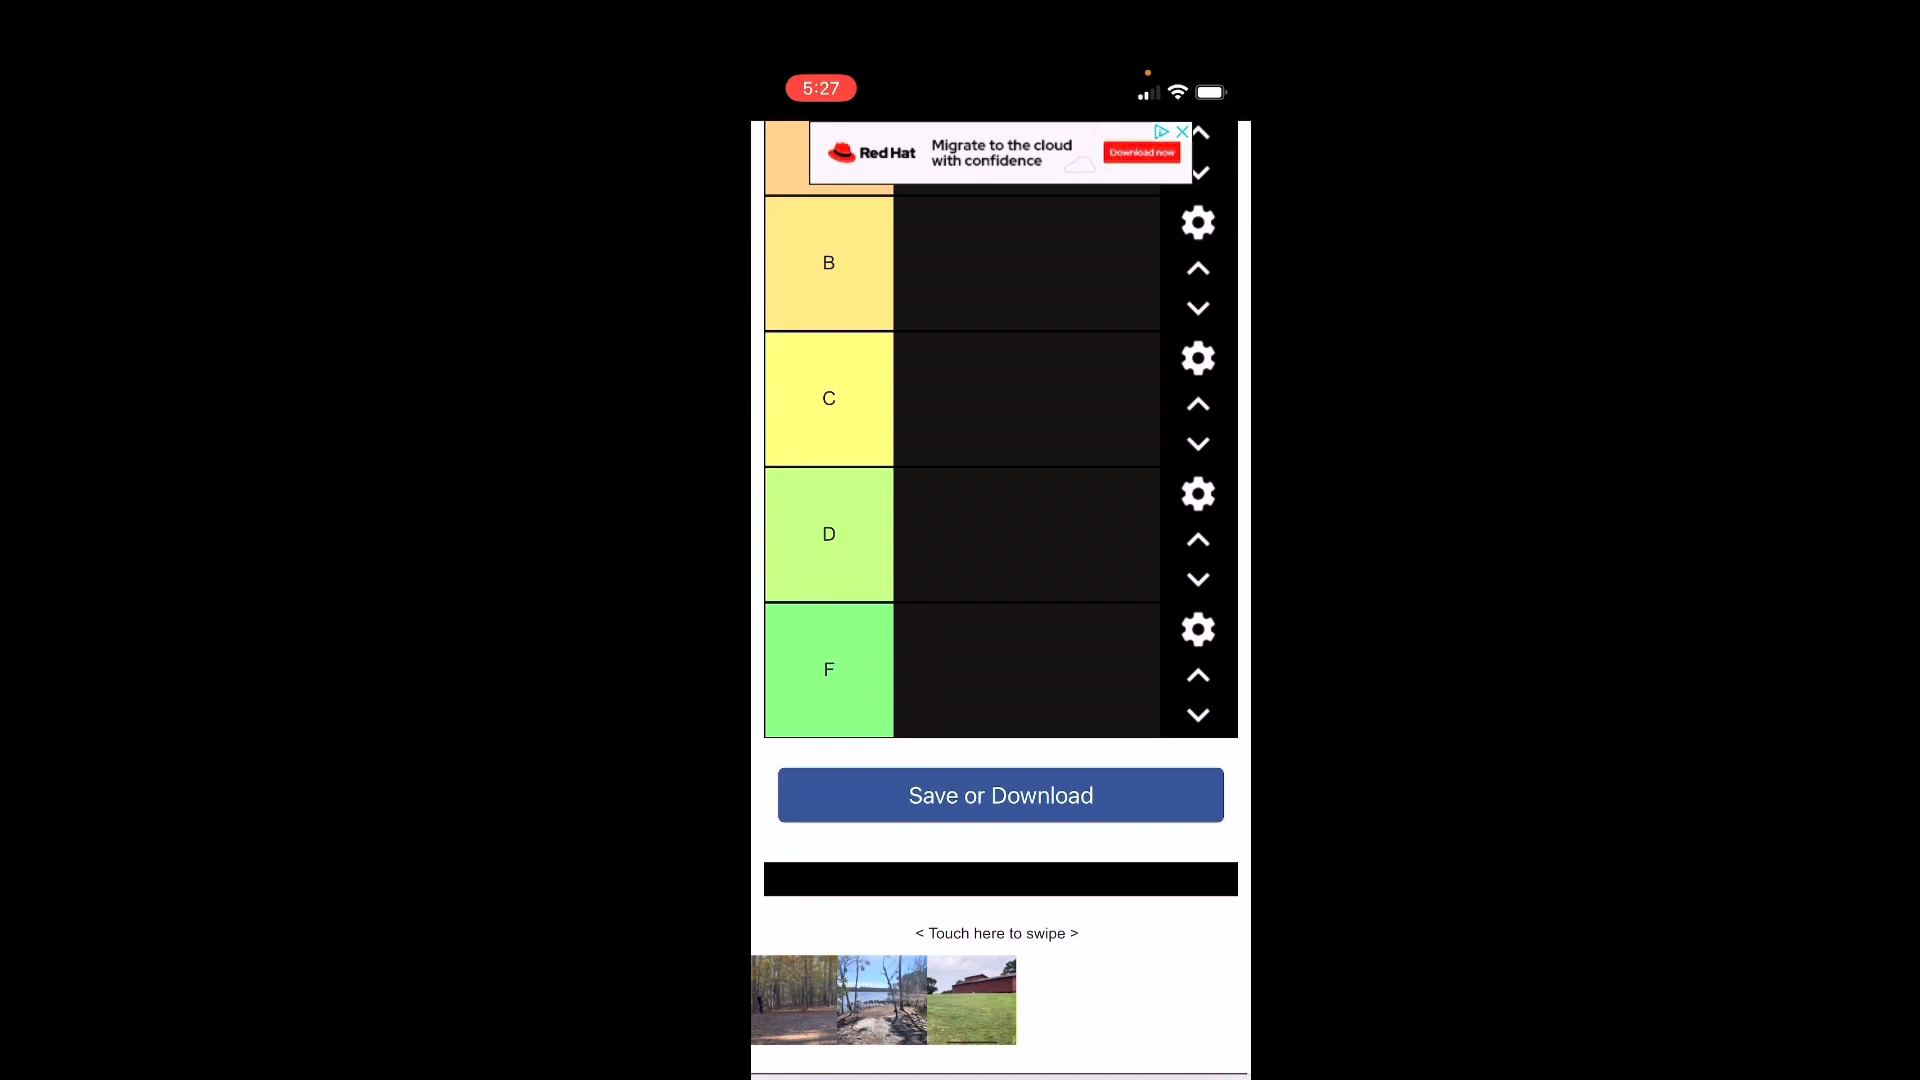 5:27
Red Hat
Migrate to the cloud
with confidence
Download now
B
C
D
F
Save or Download
< Touch here to swipe >